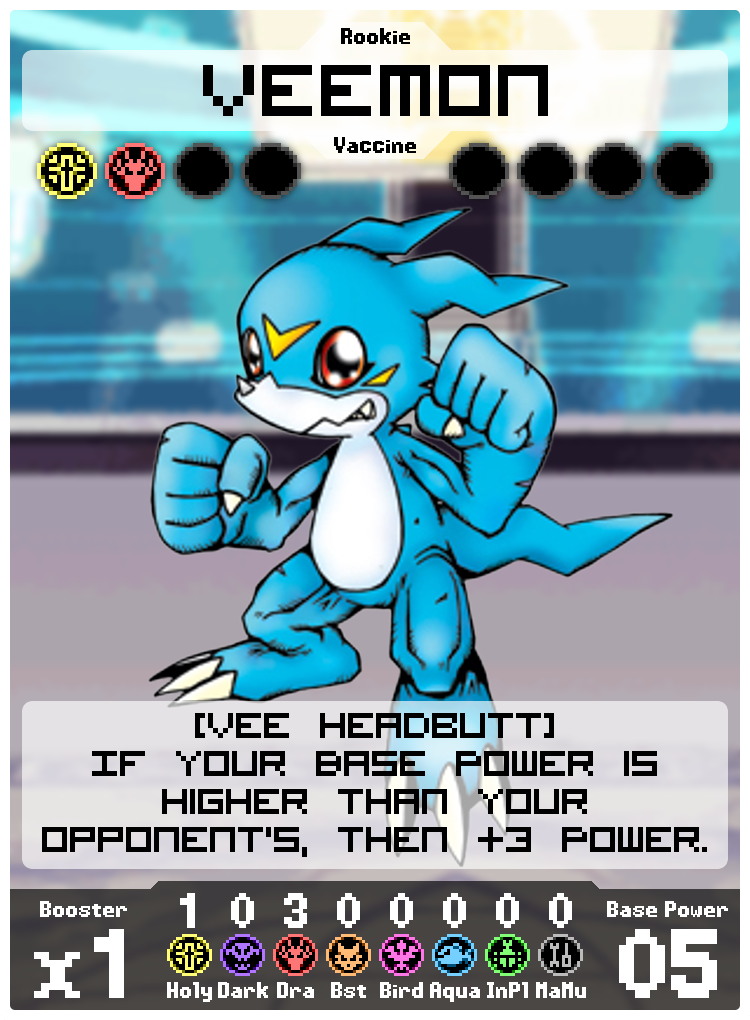 Rookie
VEEMON
Vaccine
[VEE HEADBUTT]
IF YOUR BASE POWER IS
HIGHER THAN YOUR
OPPONENT'S, THEN +3 POWER.
Booster
x1
1 0 3 0 0 0 0 0
Holy Dark Dra Bst Bird Aqua InPl MaMu
Base Power
05